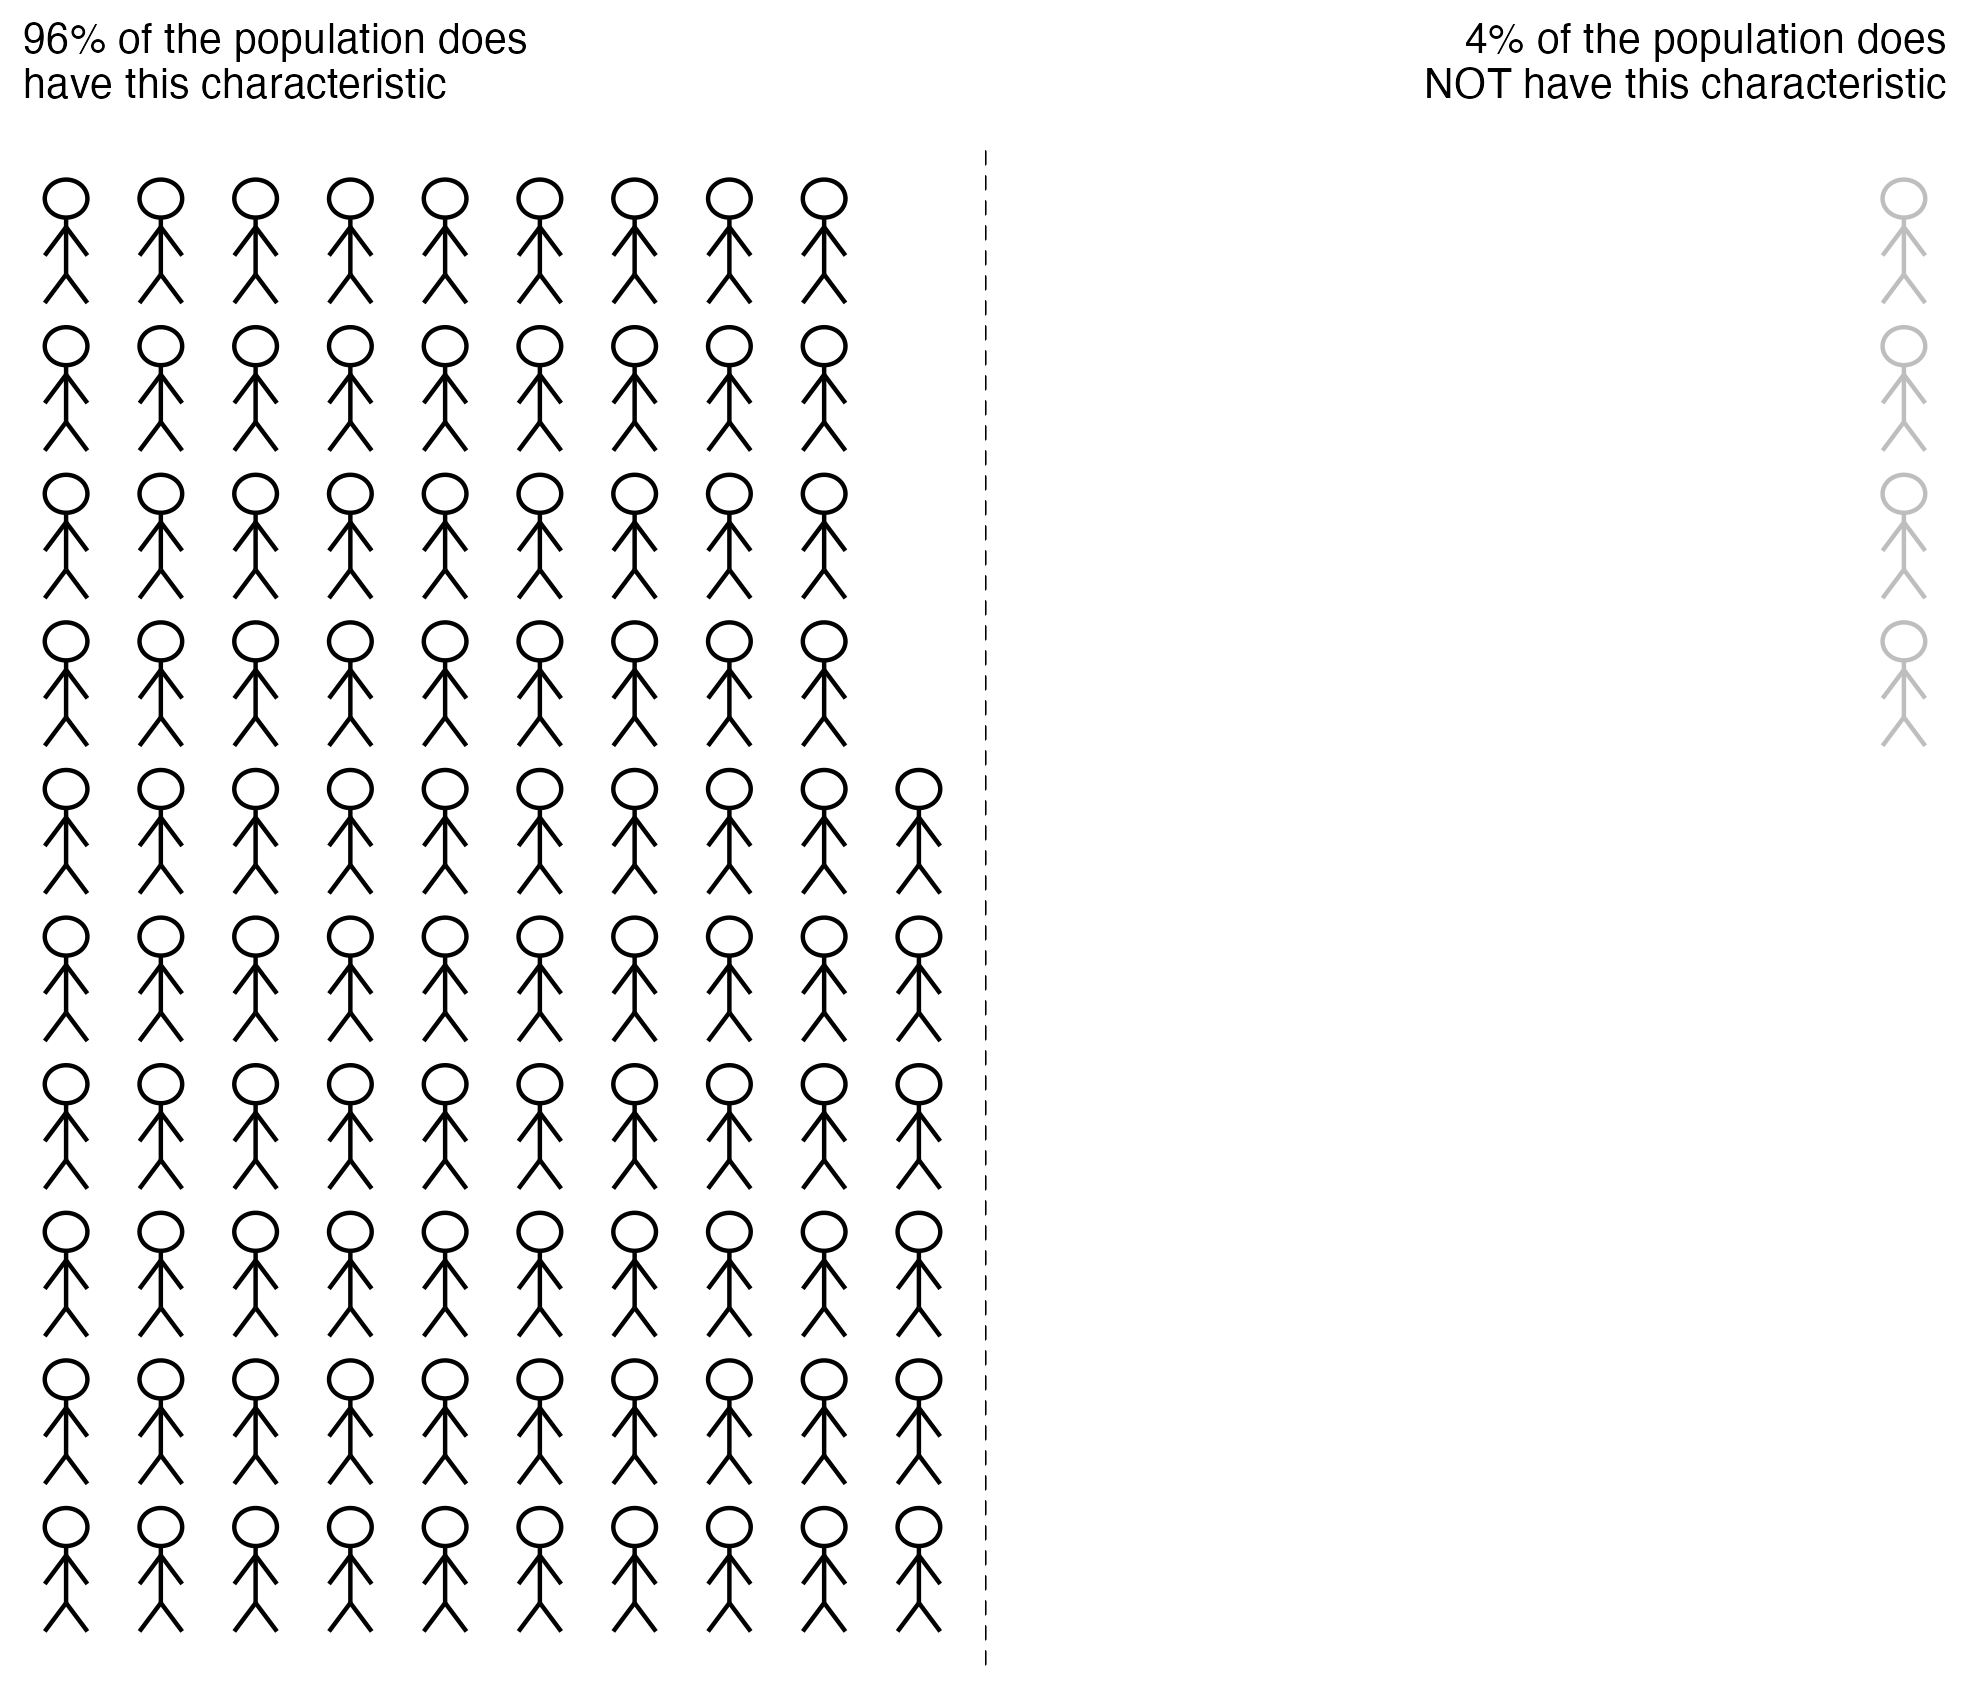 96% of the population does
have this characteristic
4% of the population does
NOT have this characteristic